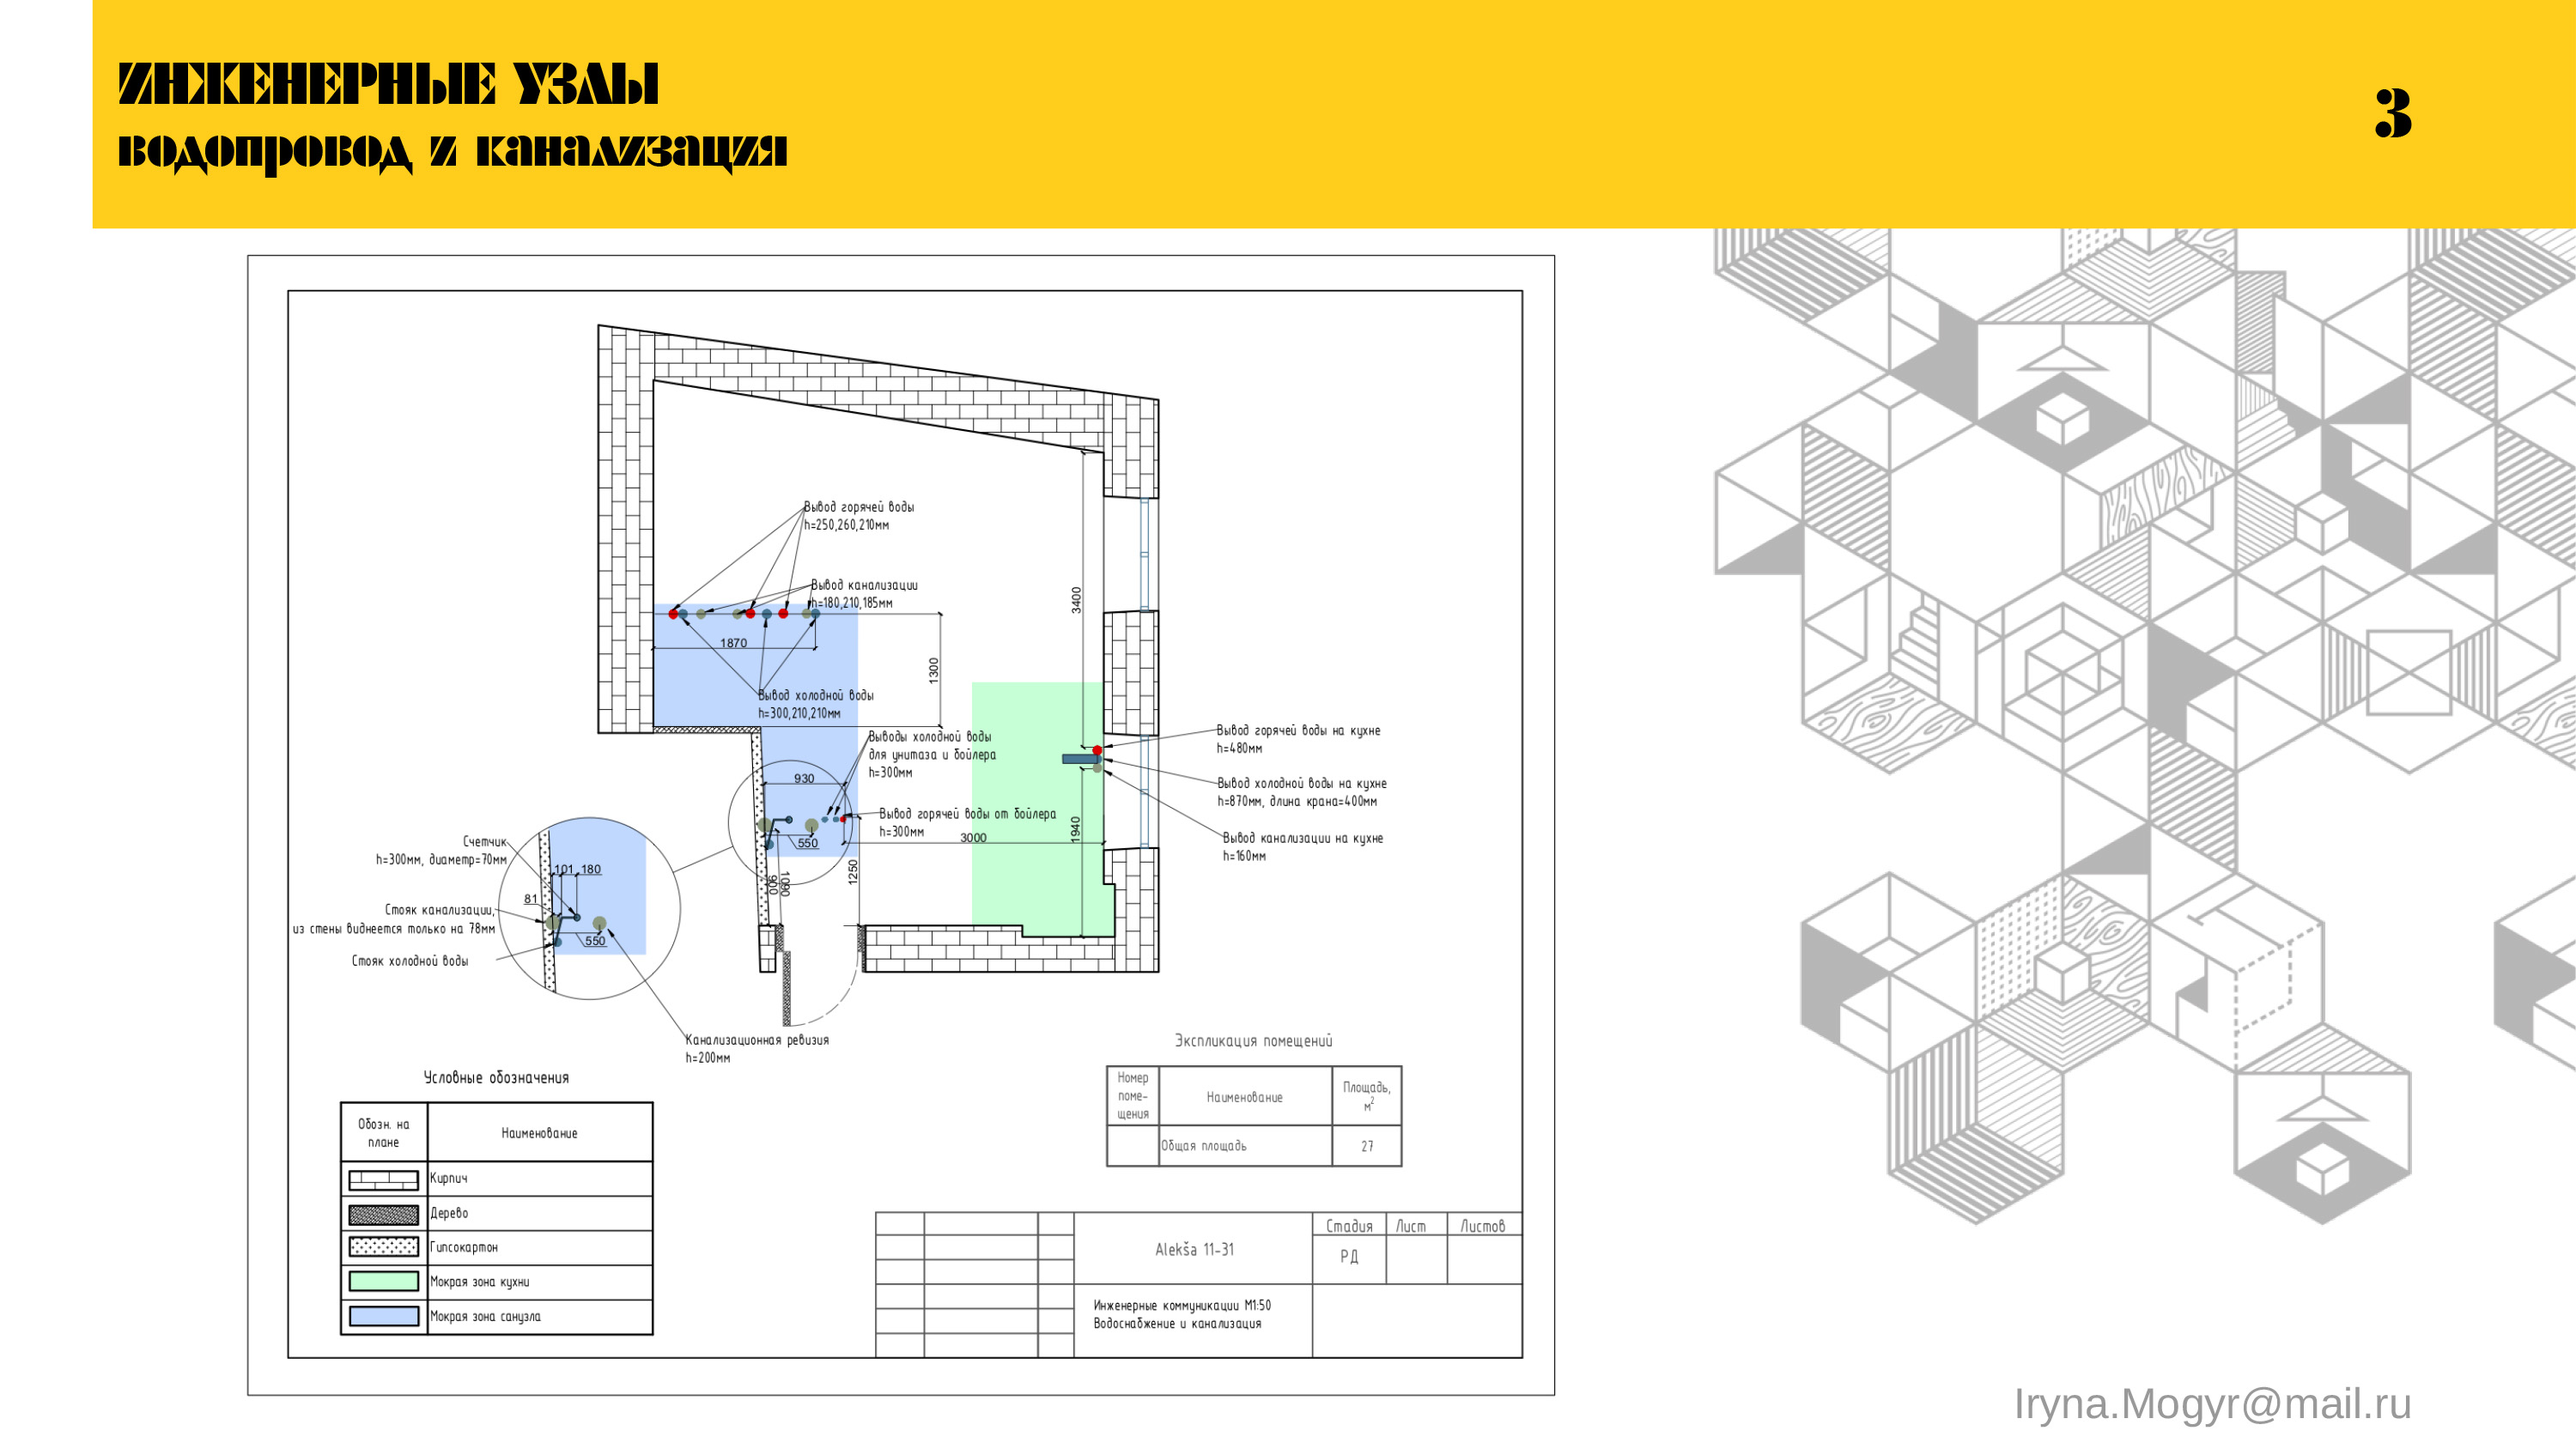 ИНЖЕНЕРНЫЕ УЗЛЫ
водопровод и канализация
3
Вывод горячей воды
h=250,260,210мм
Вывод канализации
h=180,210,185мм
1870
1300
3400
Вывод холодной воды
h=300,210,210мм
Выводы холодной воды
для унитаза и бойлера
h=300мм
930
Вывод горячей воды от бойлера
h=300мм
3000
550
900
1090
1250
1940
Вывод горячей воды на кухне
h=480мм
Вывод холодной воды на кухне
h=870мм, длина крана=400мм
Вывод канализации на кухне
h=160мм
Счетчик
h=300мм, диаметр=70мм
101 180
81
Стояк канализации,
из стены виднеется только на 78мм
550
Стояк холодной воды
Канализационная ревизия
h=200мм
Условные обозначения
Обозн. на
плане
Наименование
Кирпич
Дерево
Гипсокартон
Мокрая зона кухни
Мокрая зона санузла
Экспликация помещений
Номер
поме-
щения
Наименование
Площадь,
м2
Общая площадь
27
Alekša 11-31
Стадия Лист Листов
РД
Инженерные коммуникации М1:50
Водоснабжение и канализация
Iryna.Mogyr@mail.ru